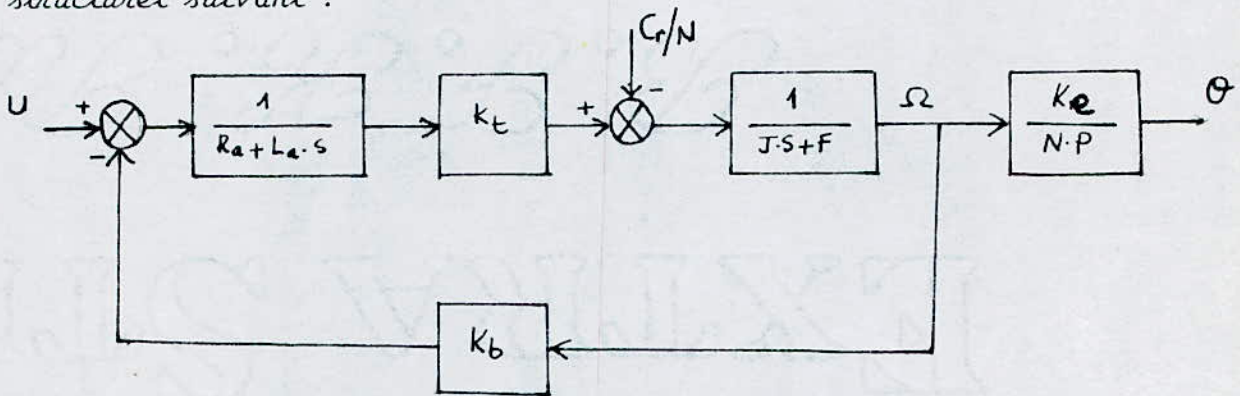 structurel suivant :
Cr/N
U + - 1 / Ra + La . S
Kt
+ -
1 / J.S+F
Ω
Ke / N.P
θ
Kb